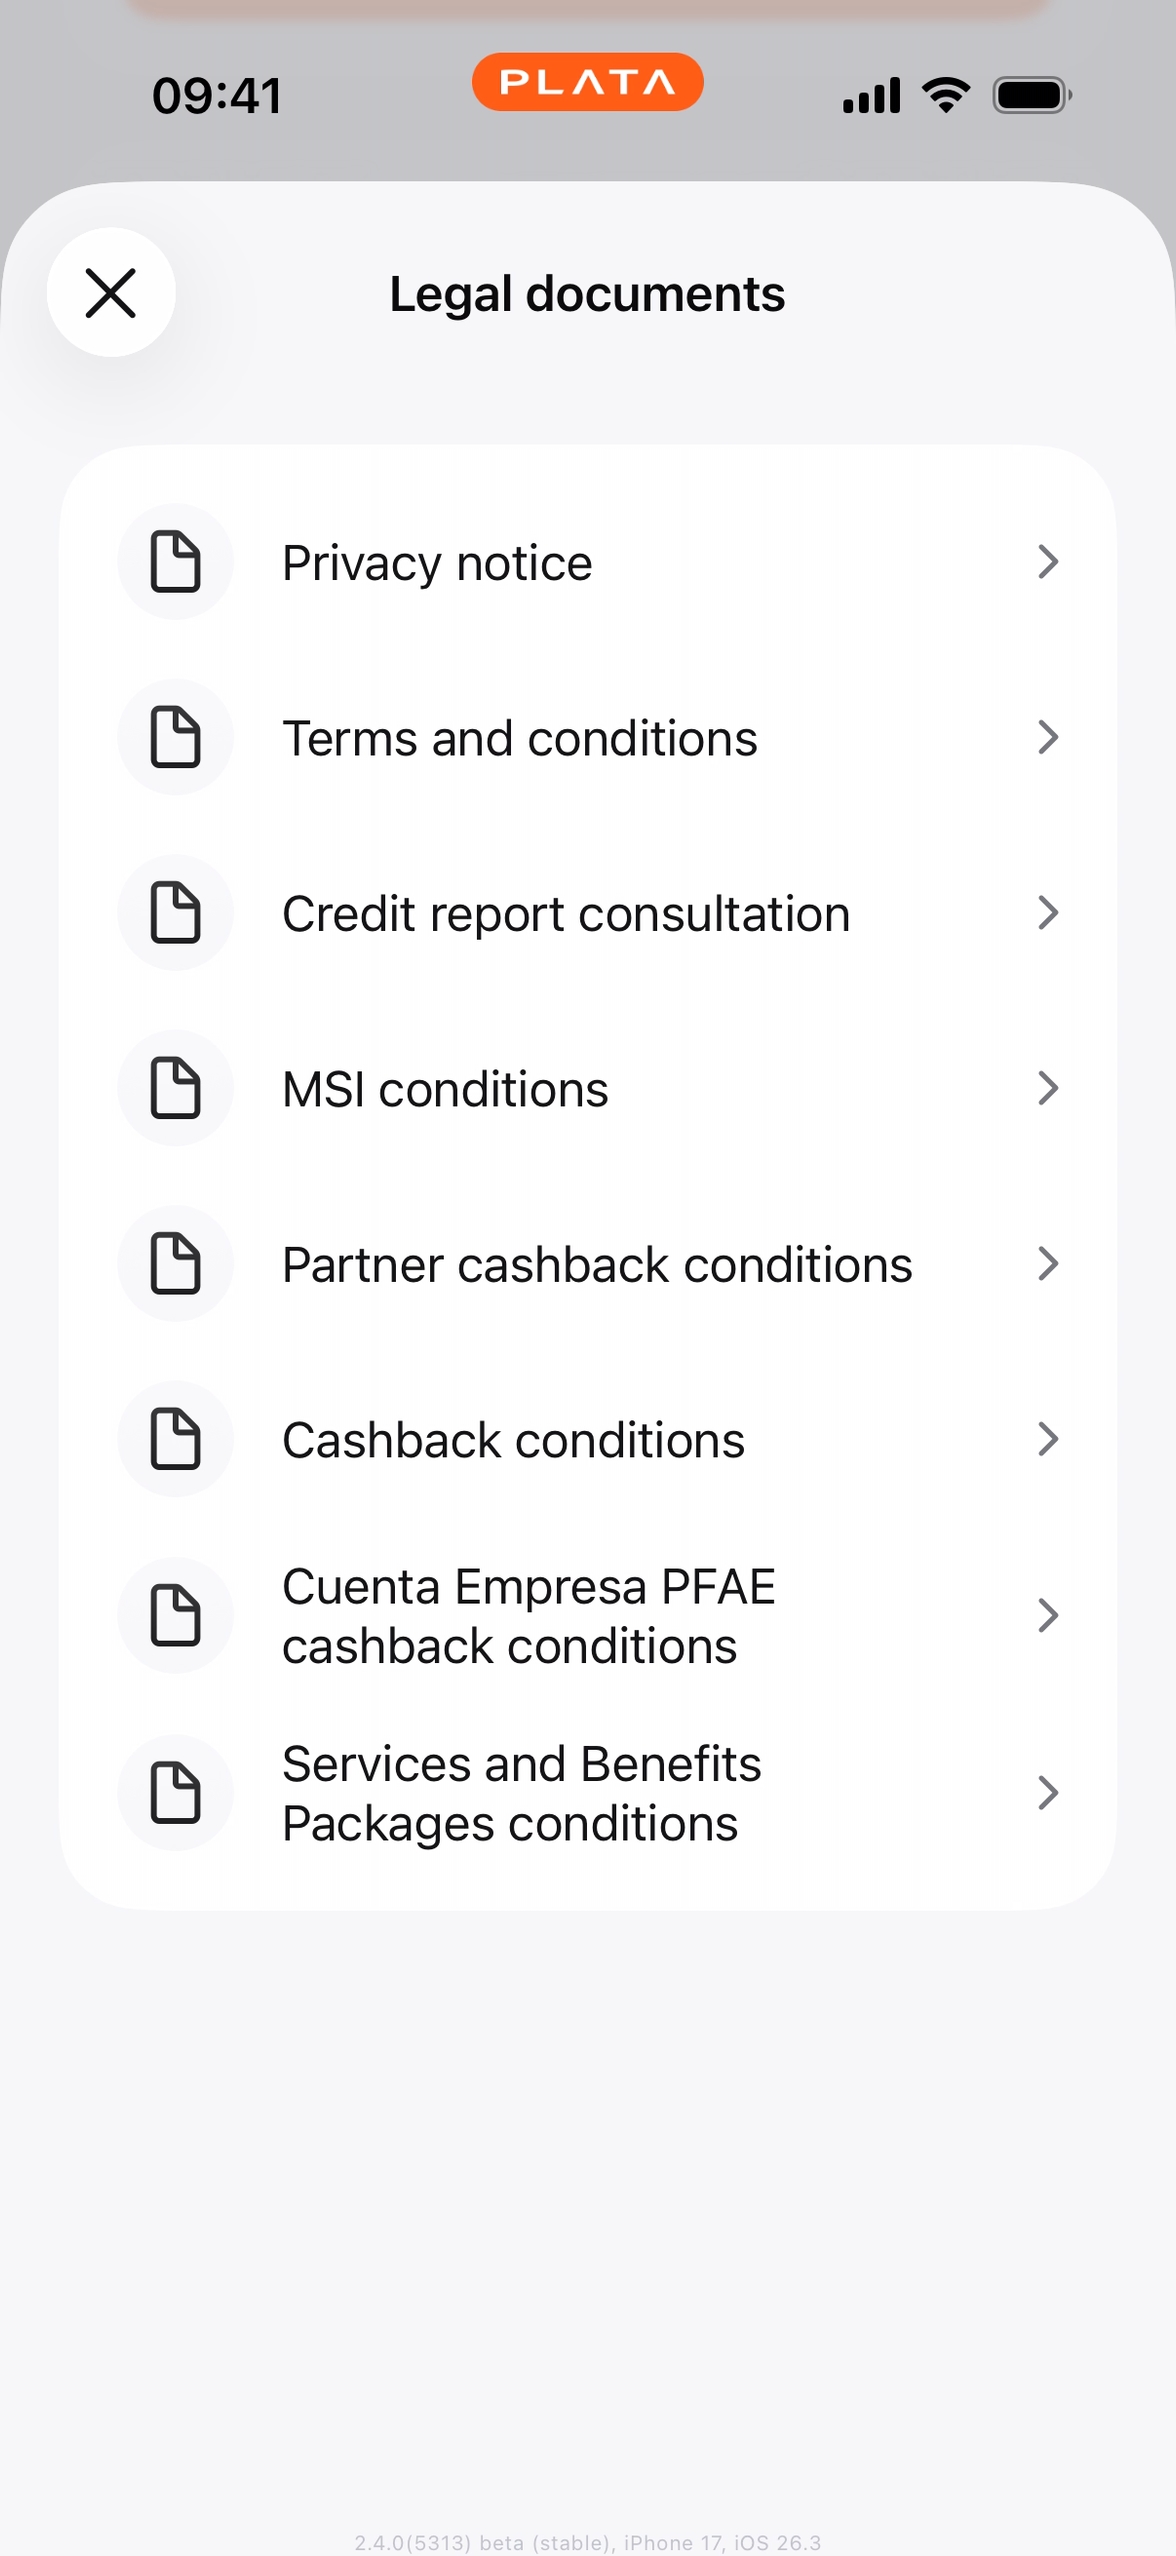 09:41
PLATA
Legal documents
Privacy notice
Terms and conditions
Credit report consultation
MSI conditions
Partner cashback conditions
Cashback conditions
Cuenta Empresa PFAE
cashback conditions
Services and Benefits
Packages conditions
2.4.0(5313) beta (stable), iPhone 17, iOS 26.3